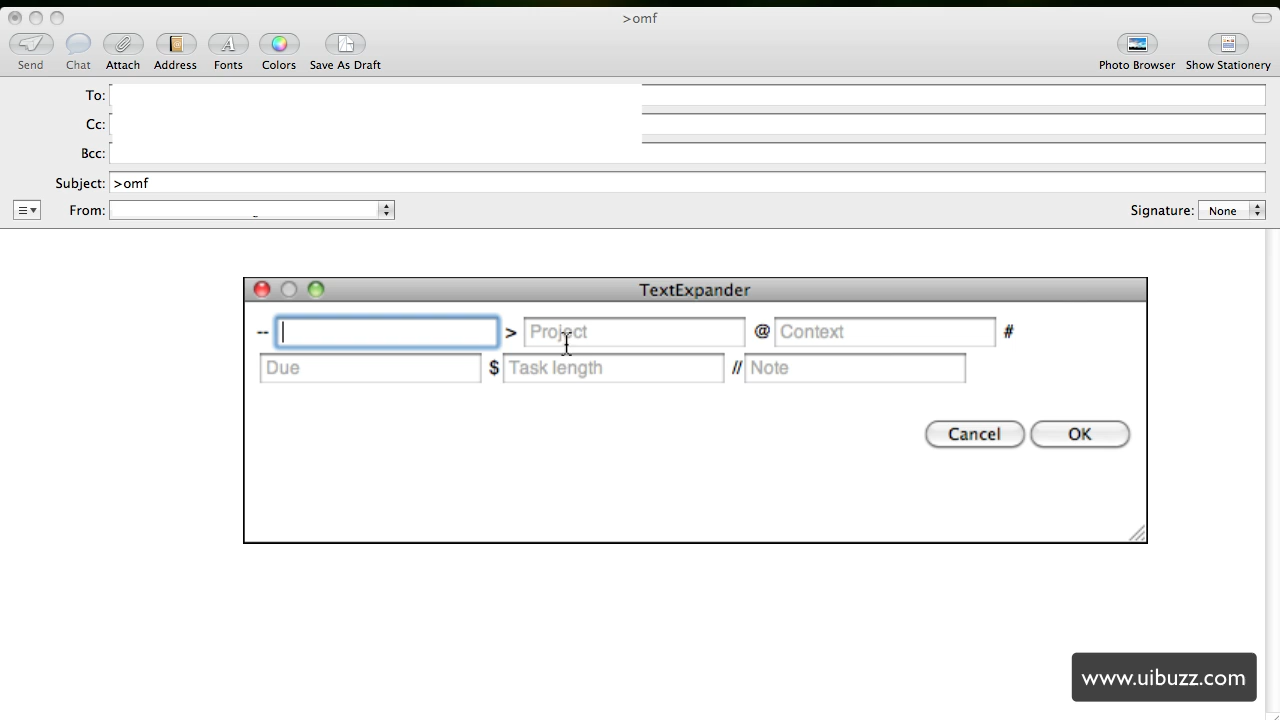 >omf
Send Chat Attach Address Fonts Colors Save As Draft Photo Browser Show Stationery
To:
Cc:
Bcc:
Subject: >omf
From: Signature: None
TextExpander
-- > Project @ Context #
Due $ Task length // Note
Cancel OK
www.uibuzz.com